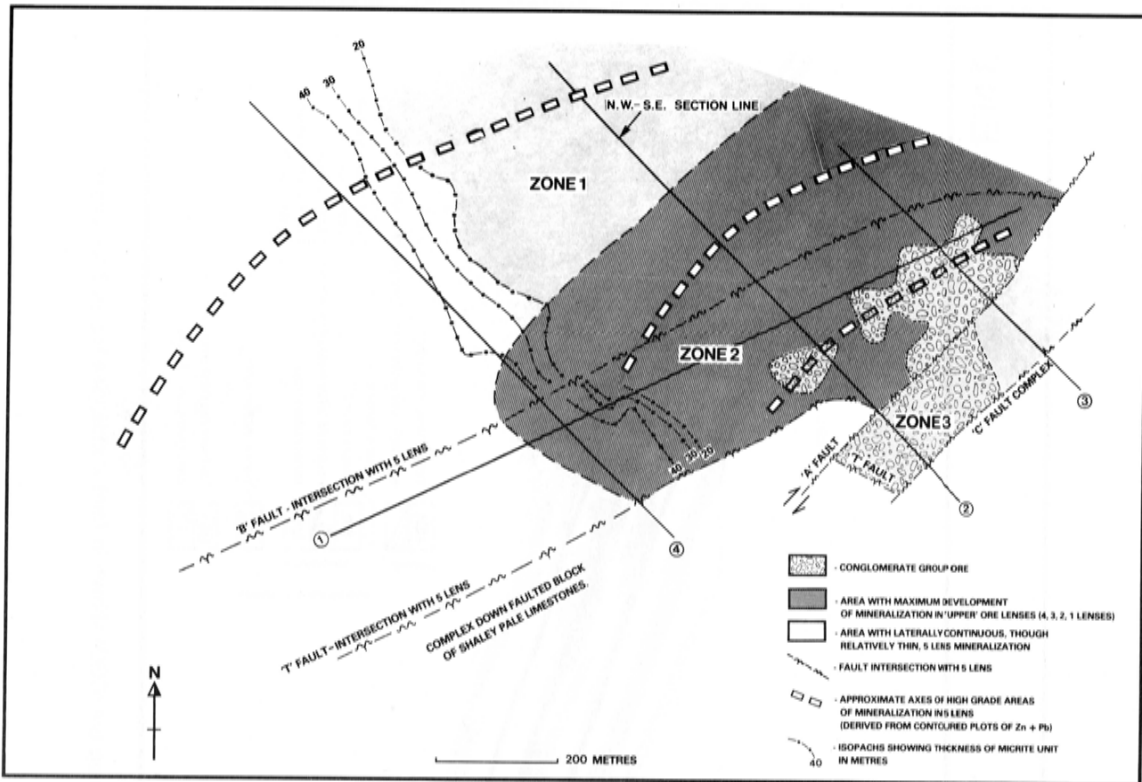 20
30
40
N.W.- S.E. SECTION LINE
ZONE 1
ZONE 2
ZONE 3
'B' FAULT - INTERSECTION WITH 5 LENS
'T' FAULT - INTERSECTION WITH 5 LENS
COMPLEX DOWN FAULTED BLOCK
OF SHALEY PALE LIMESTONES.
40
30
20
'A' FAULT
'T' FAULT
'C' FAULT COMPLEX
①
④
②
③
- CONGLOMERATE GROUP ORE
- AREA WITH MAXIMUM DEVELOPMENT
OF MINERALIZATION IN 'UPPER' ORE LENSES (4, 3, 2, 1 LENSES)
- AREA WITH LATERALLY CONTINUOUS, THOUGH
RELATIVELY THIN, 5 LENS MINERALIZATION
- FAULT INTERSECTION WITH 5 LENS
- APPROXIMATE AXES OF HIGH GRADE AREAS
OF MINERALIZATION IN 5 LENS
(DERIVED FROM CONTOURED PLOTS OF Zn + Pb)
- ISOPACHS SHOWING THICKNESS OF MICRITE UNIT
IN METRES
40
N
200 METRES